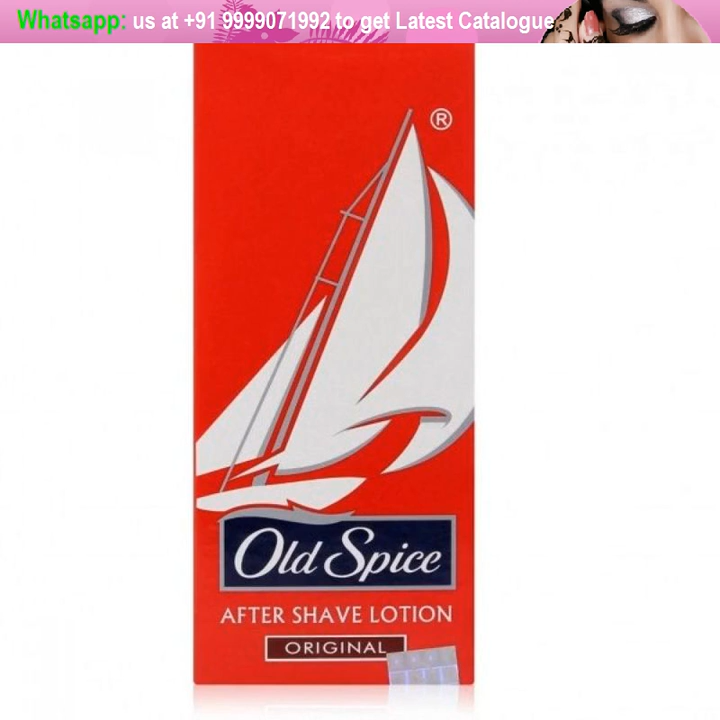 Whatsapp: us at +91 9999071992 to get Latest Catalogue
®
Old Spice
AFTER SHAVE LOTION
ORIGINAL